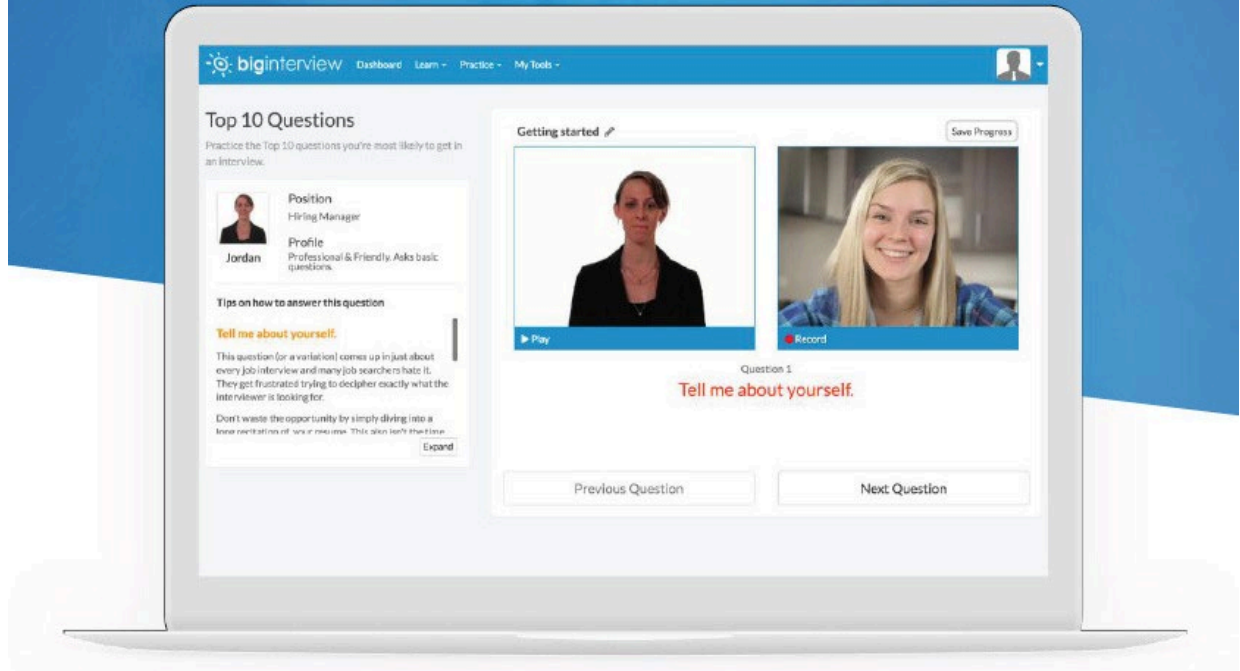 biginterview Dashboard Learn Practice My Tools
Top 10 Questions
Practice the Top 10 questions you're most likely to get in
an interview.
Position
Hiring Manager
Profile
Professional & Friendly. Asks basic
questions.
Jordan
Tips on how to answer this question
Tell me about yourself.
This question (or a variation) comes up in just about
every job interview and many job searchers hate it.
They get frustrated trying to decipher exactly what the
interviewer is looking for.
Don't waste the opportunity by simply diving into a
long recitation of your resume. This also isn't the time
Expand
Getting started
Save Progress
Play
Record
Question 1
Tell me about yourself.
Previous Question
Next Question